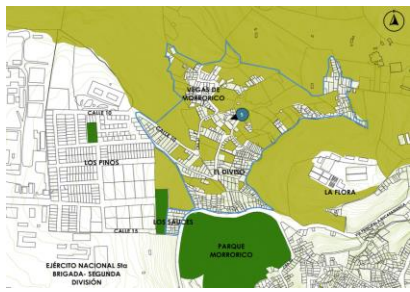 VEGAS DE
MORRORICO
1
CALLE 10
LOS PINOS
EL DIVISO
LA FLORA
LOS SAUCES
CALLE 15
PARQUE
MORRORICO
EJÉRCITO NACIONAL 5ta
BRIGADA- SEGUNDA
DIVISIÓN